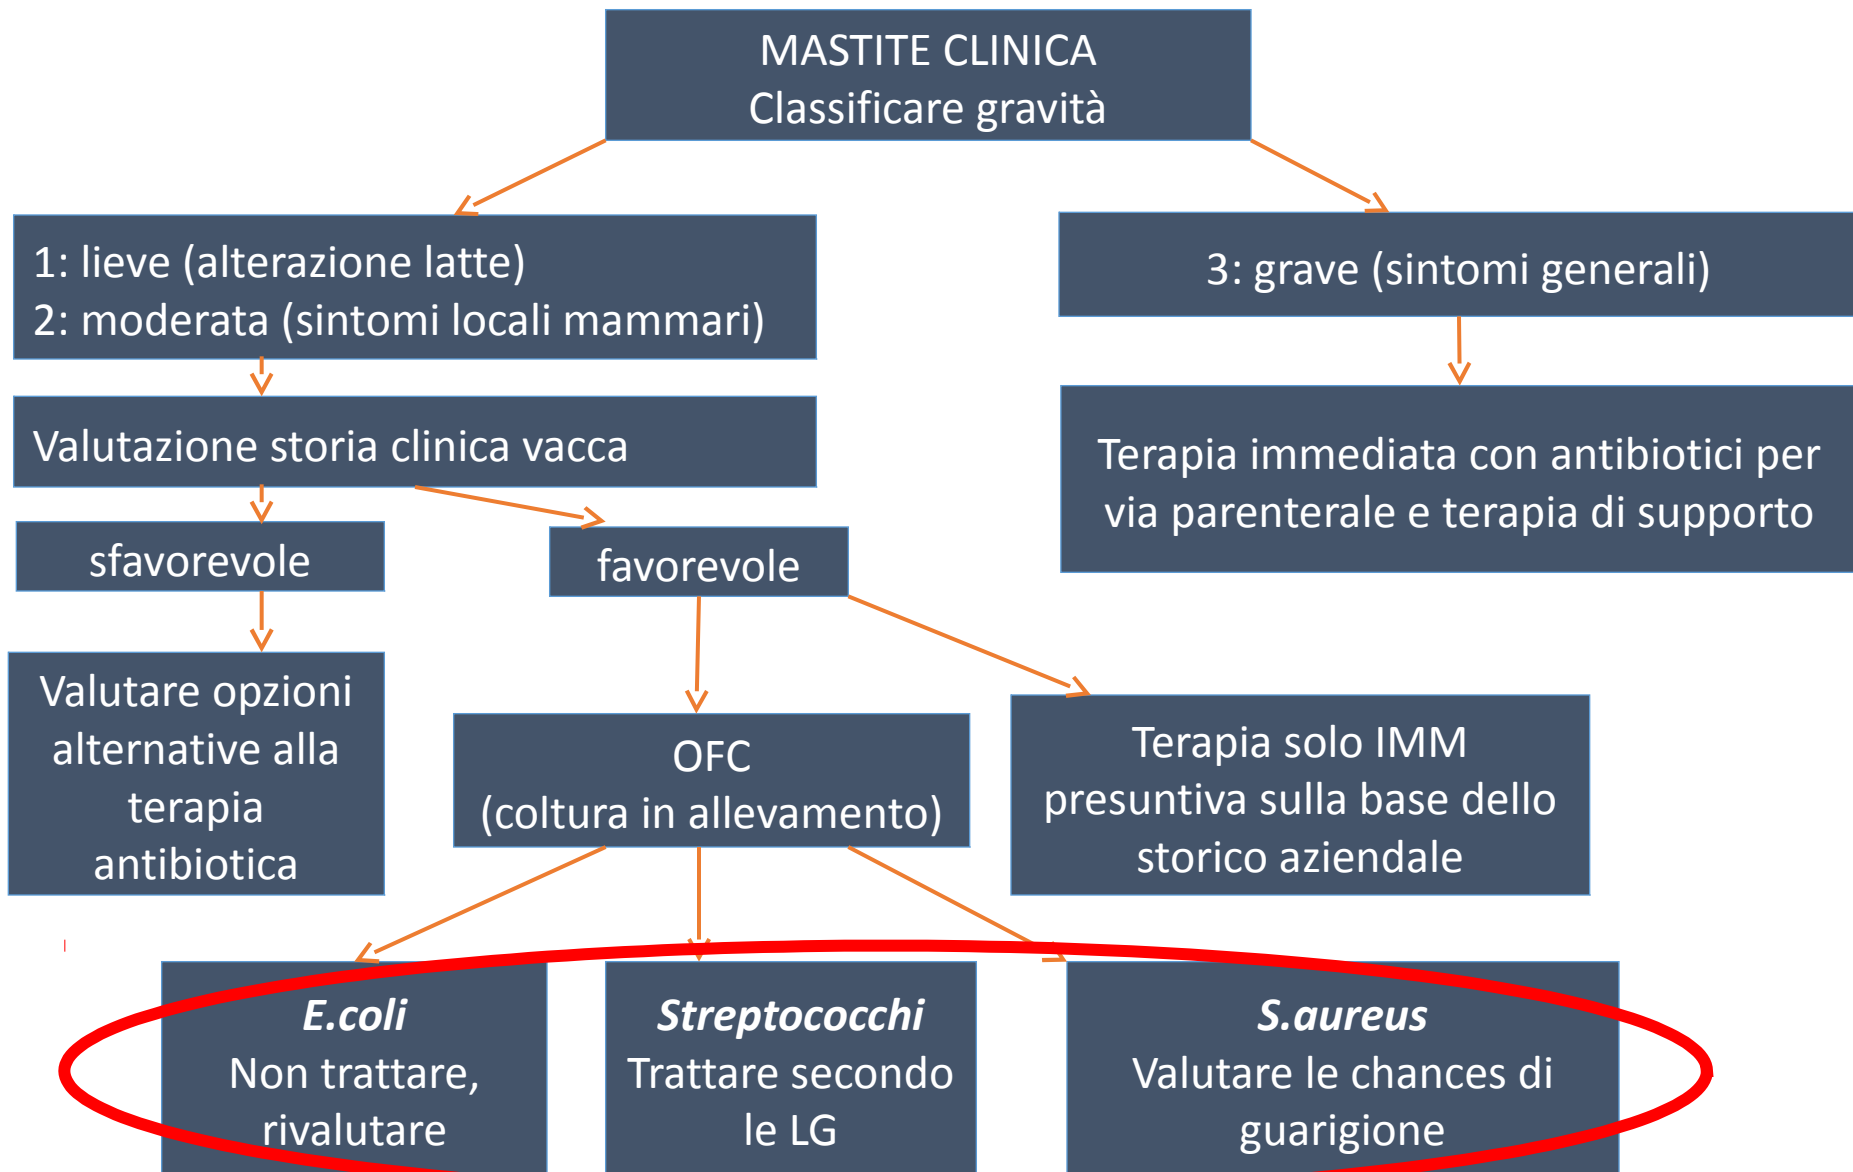 MASTITE CLINICA
Classificare gravità
1: lieve (alterazione latte)
2: moderata (sintomi locali mammari)
3: grave (sintomi generali)
Valutazione storia clinica vacca
Terapia immediata con antibiotici per
via parenterale e terapia di supporto
sfavorevole
favorevole
Valutare opzioni
alternative alla
terapia
antibiotica
OFC
(coltura in allevamento)
Terapia solo IMM
presuntiva sulla base dello
storico aziendale
E.coli
Non trattare,
rivalutare
Streptococchi
Trattare secondo
le LG
S.aureus
Valutare le chances di
guarigione